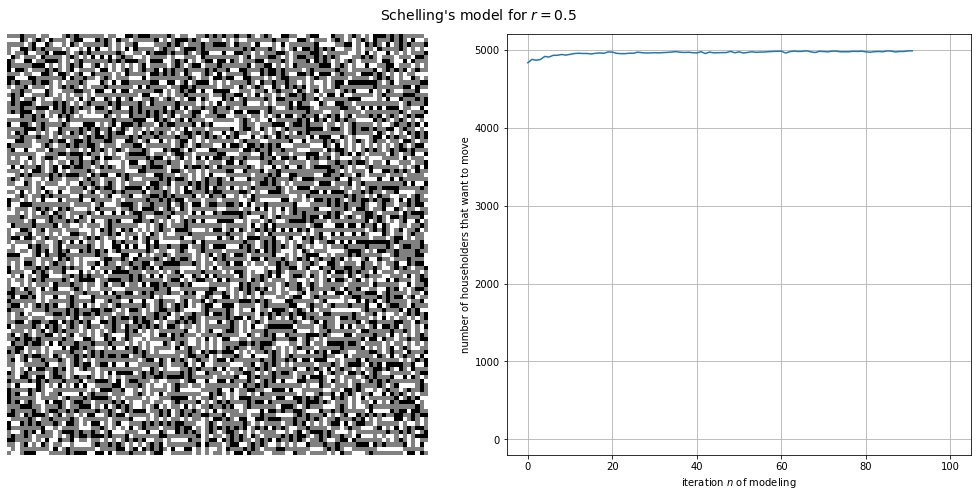 Schelling's model for r = 0.5
number of householders that want to move
5000
4000
3000
2000
1000
0
0 20 40 60 80 100
iteration n of modeling